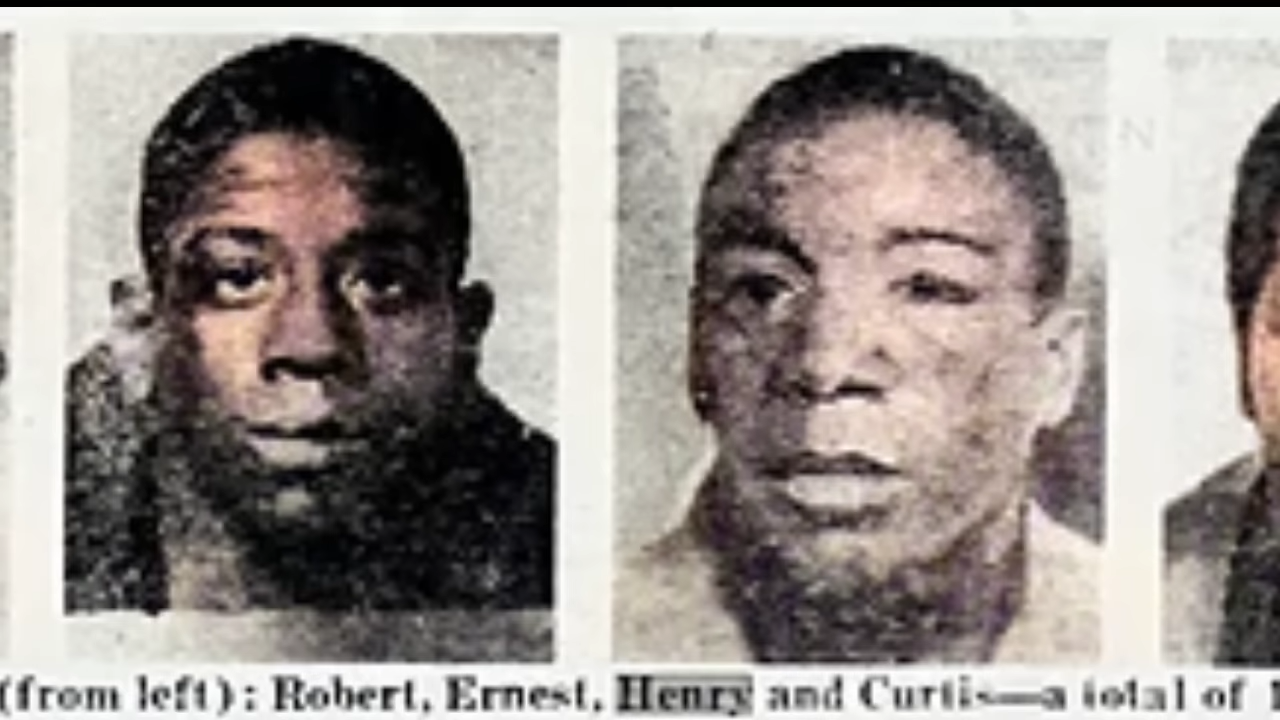 (from left): Robert, Ernest, Henry and Curtis—a total of